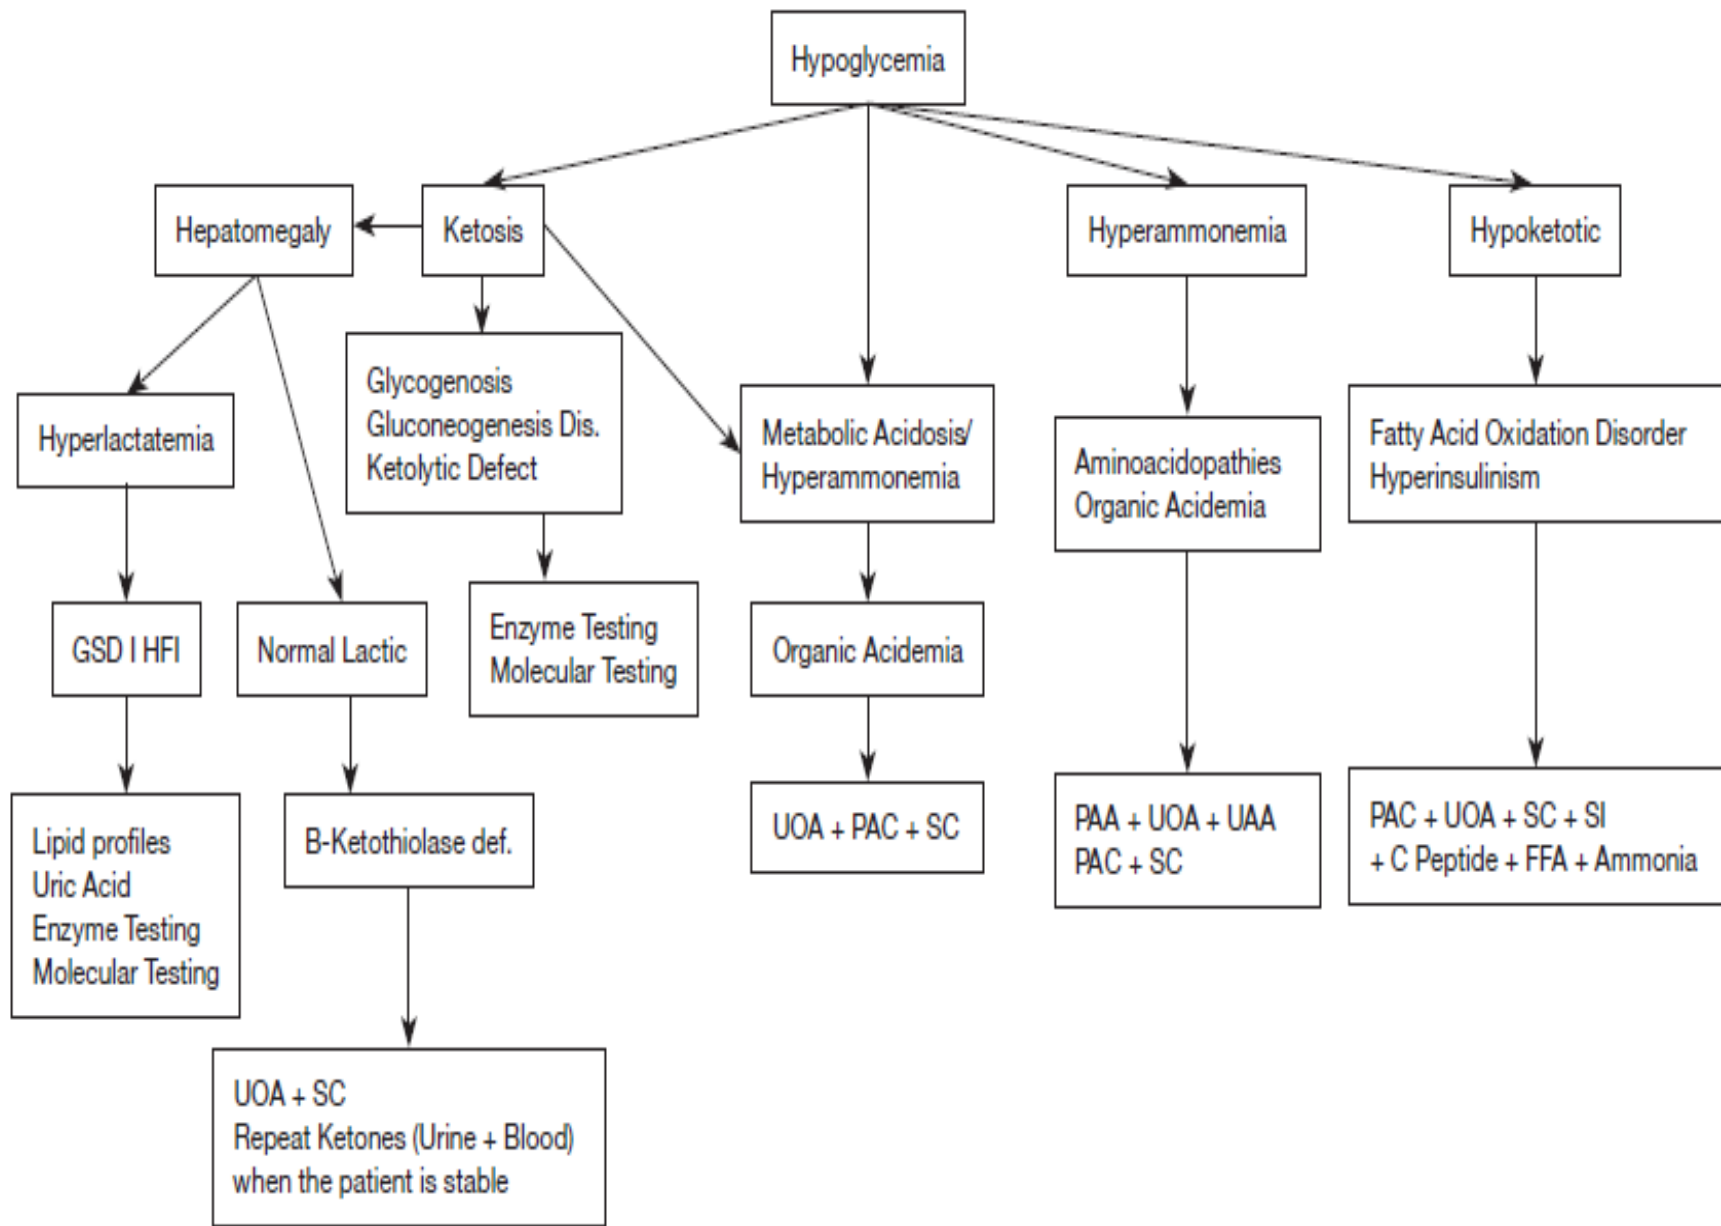 Hypoglycemia
Hepatomegaly
Ketosis
Hyperammonemia
Hypoketotic
Hyperlactatemia
Glycogenosis
Gluconeogenesis Dis.
Ketolytic Defect
Metabolic Acidosis/
Hyperammonemia
Aminoacidopathies
Organic Acidemia
Fatty Acid Oxidation Disorder
Hyperinsulinism
GSD I HFI
Normal Lactic
Enzyme Testing
Molecular Testing
Organic Acidemia
Lipid profiles
Uric Acid
Enzyme Testing
Molecular Testing
B-Ketothiolase def.
UOA + PAC + SC
PAA + UOA + UAA
PAC + SC
PAC + UOA + SC + SI
+ C Peptide + FFA + Ammonia
UOA + SC
Repeat Ketones (Urine + Blood)
when the patient is stable